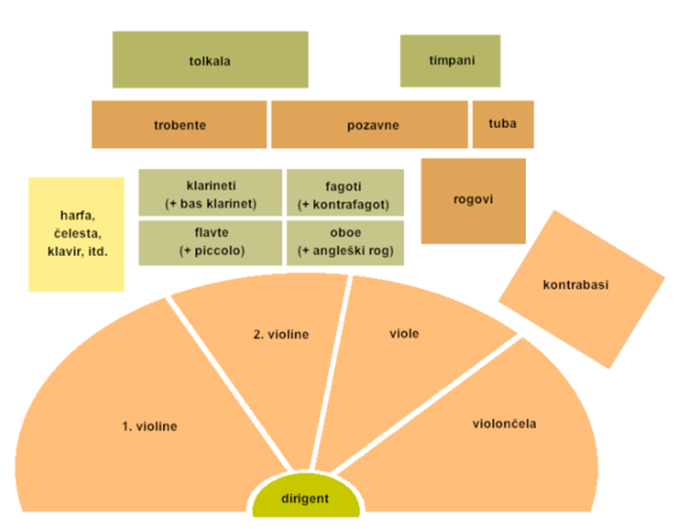 tolkala
timpani
trobente
pozavne
tuba
klarineti
(+ bas klarinet)
fagoti
(+ kontrafagot)
rogovi
harfa,
čelesta,
klavir, itd.
flavte
(+ piccolo)
oboe
(+ angleški rog)
kontrabasi
2. violine
viole
1. violine
violončela
dirigent